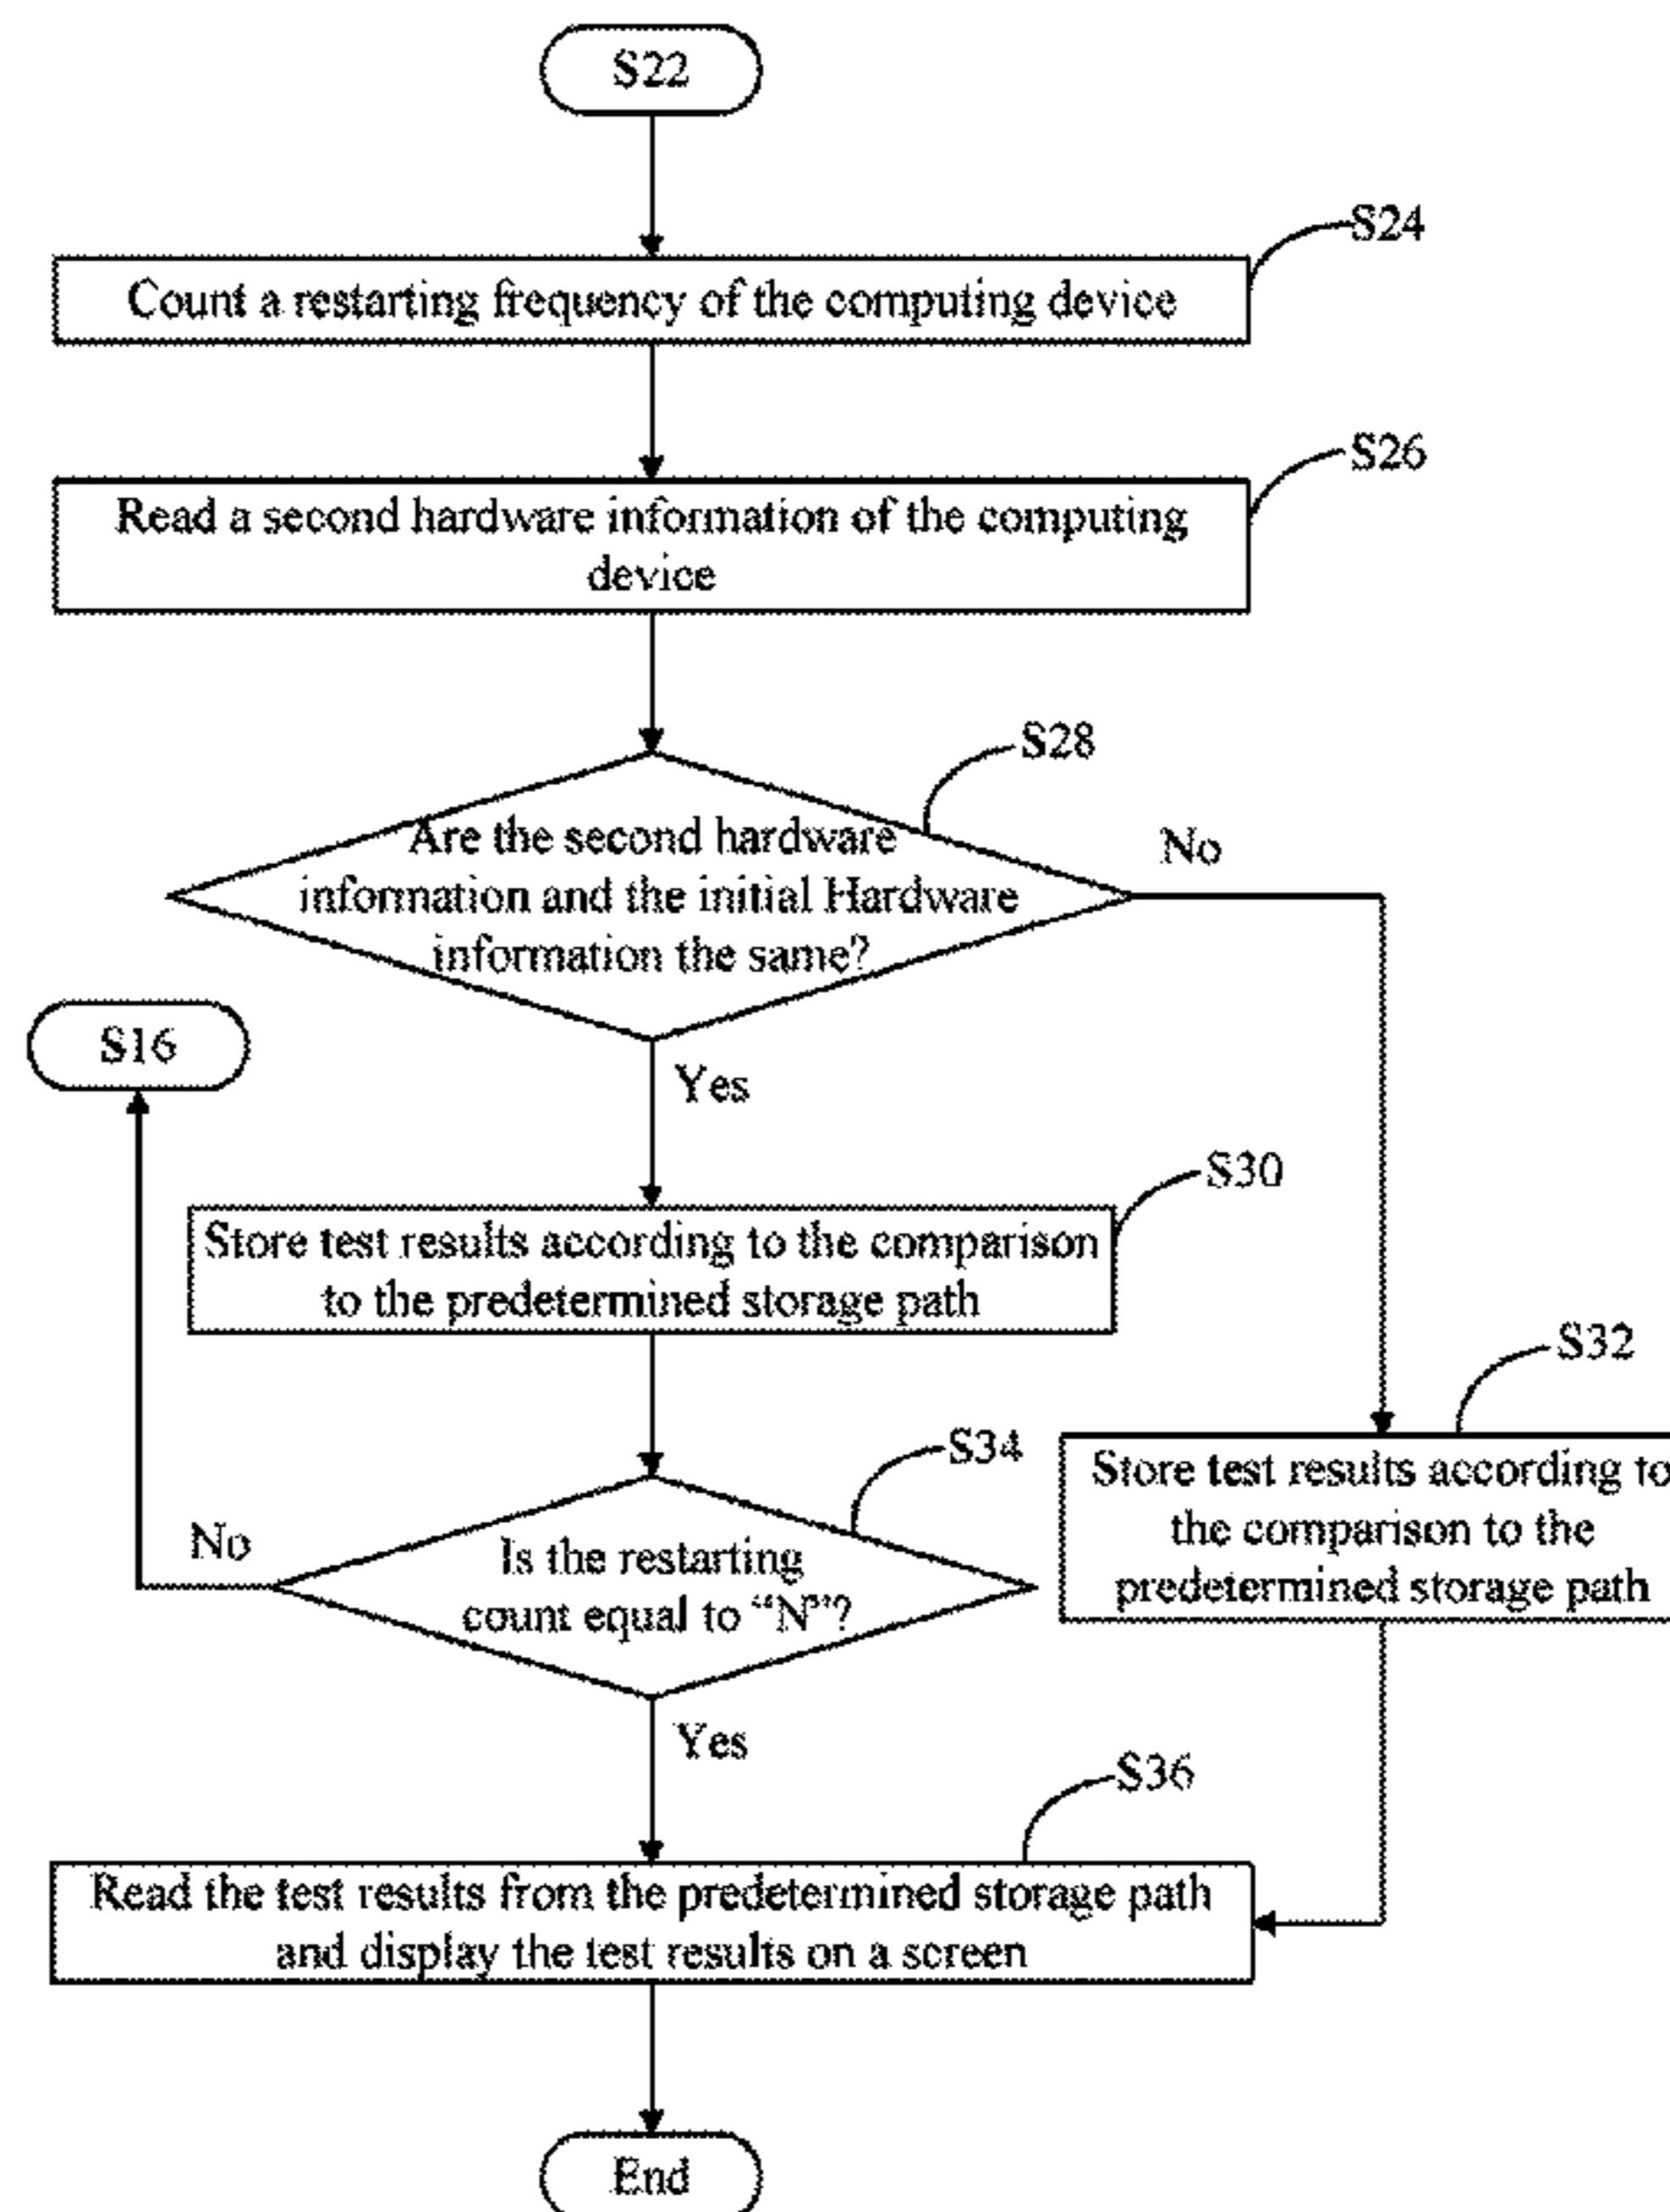 S22
S24
Count a restarting frequency of the computing device
S26
Read a second hardware information of the computing
device
S28
Are the second hardware
information and the initial Hardware
information the same?
No
S16
Yes
S30
Store test results according to the comparison
to the predetermined storage path
S32
S34
Store test results according to
the comparison to the
predetermined storage path
No
Is the restarting
count equal to “N”?
Yes
S36
Read the test results from the predetermined storage path
and display the test results on a screen
End